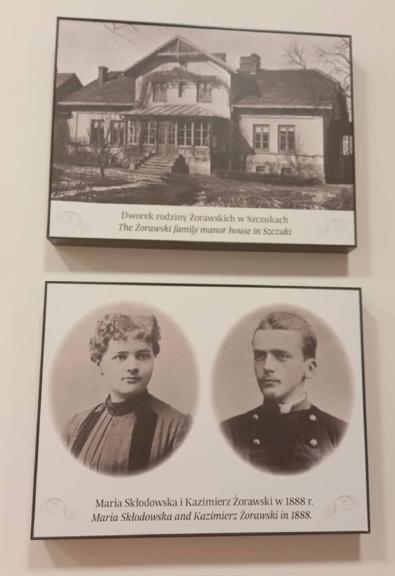 Dworek rodziny Żorawskich w Szczukach
The Żorawski family manor house in Szczuki
Maria Skłodowska i Kazimierz Żorawski w 1888 r.
Maria Skłodowska and Kazimierz Żorawski in 1888.